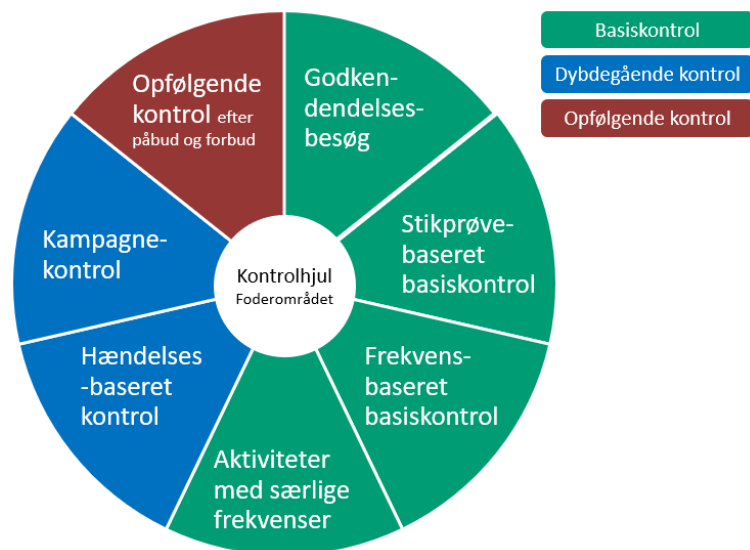 Basiskontrol
Dybdegående kontrol
Opfølgende kontrol
Opfølgende
kontrol efter
påbud og forbud
Godken-
dendelses-
besøg
Stikprøve-
baseret
basiskontrol
Frekvens-
baseret
basiskontrol
Aktiviteter
med særlige
frekvenser
Hændelses
-baseret
kontrol
Kampagne-
kontrol
Kontrolhjul
Foderområdet